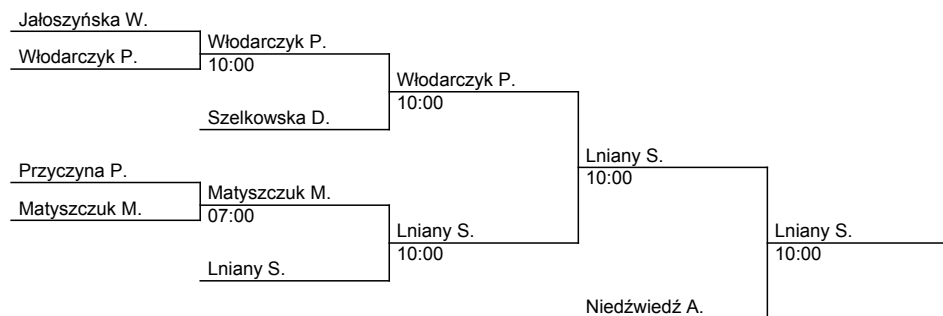 Jałoszyńska W.
Włodarczyk P.
Włodarczyk P.
10:00
Szelkowska D.
Włodarczyk P.
10:00
Przyczyna P.
Matyszczuk M.
Matyszczuk M.
07:00
Lniany S.
Lniany S.
10:00
Lniany S.
10:00
Niedźwiedź A.
Lniany S.
10:00